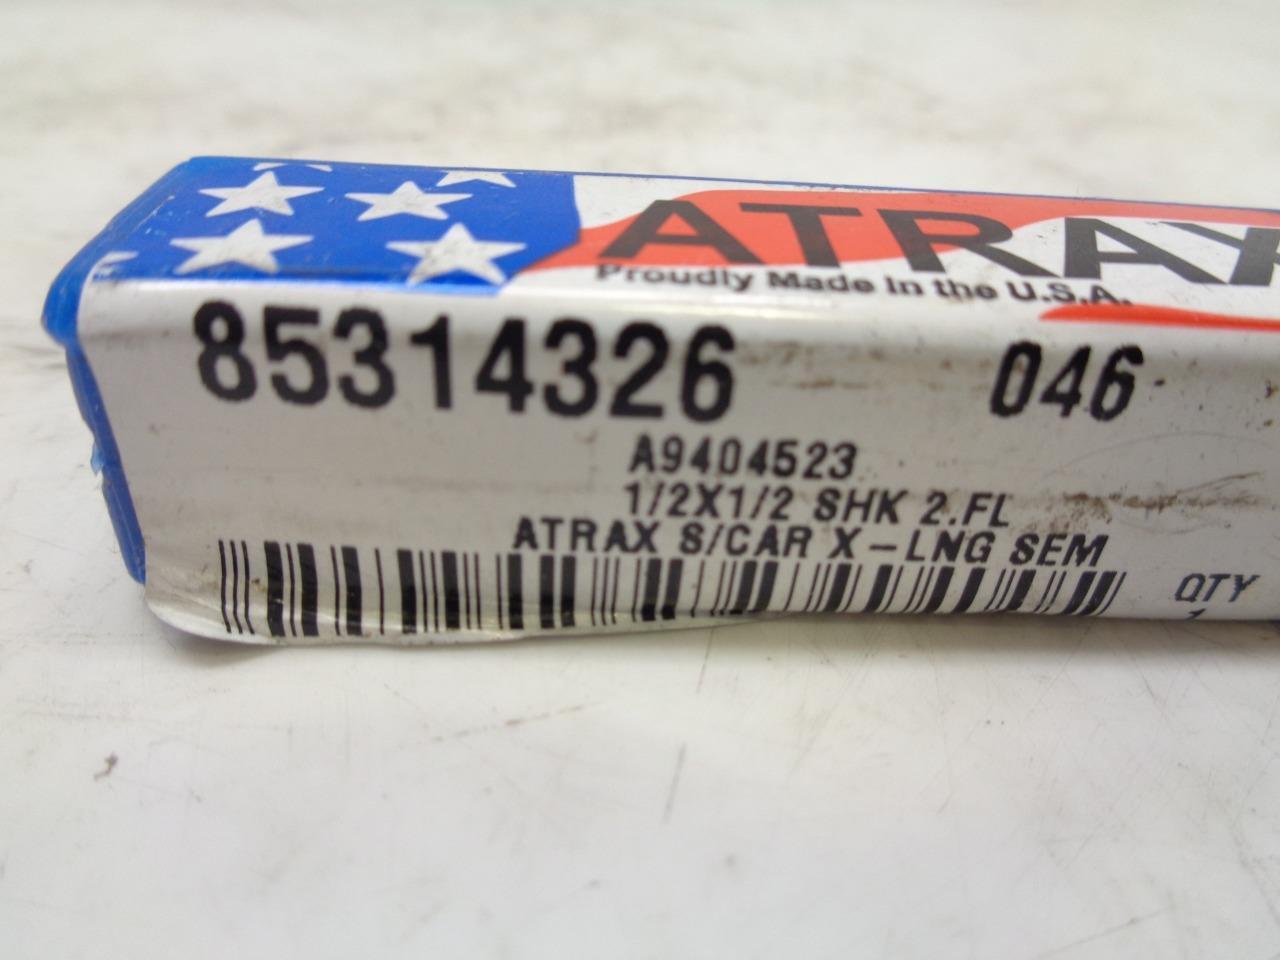 ATRAX
Proudly Made in the U.S.A.
85314326 046
A9404523
1/2X1/2 SHK 2.FL
ATRAX S/CAR X-LNG SEM
QTY
1